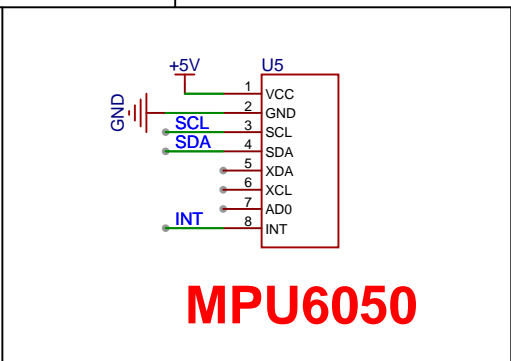 +5V
U5
GND
1 VCC
2 GND
SCL 3 SCL
SDA 4 SDA
5 XDA
6 XCL
7 AD0
INT 8 INT
MPU6050